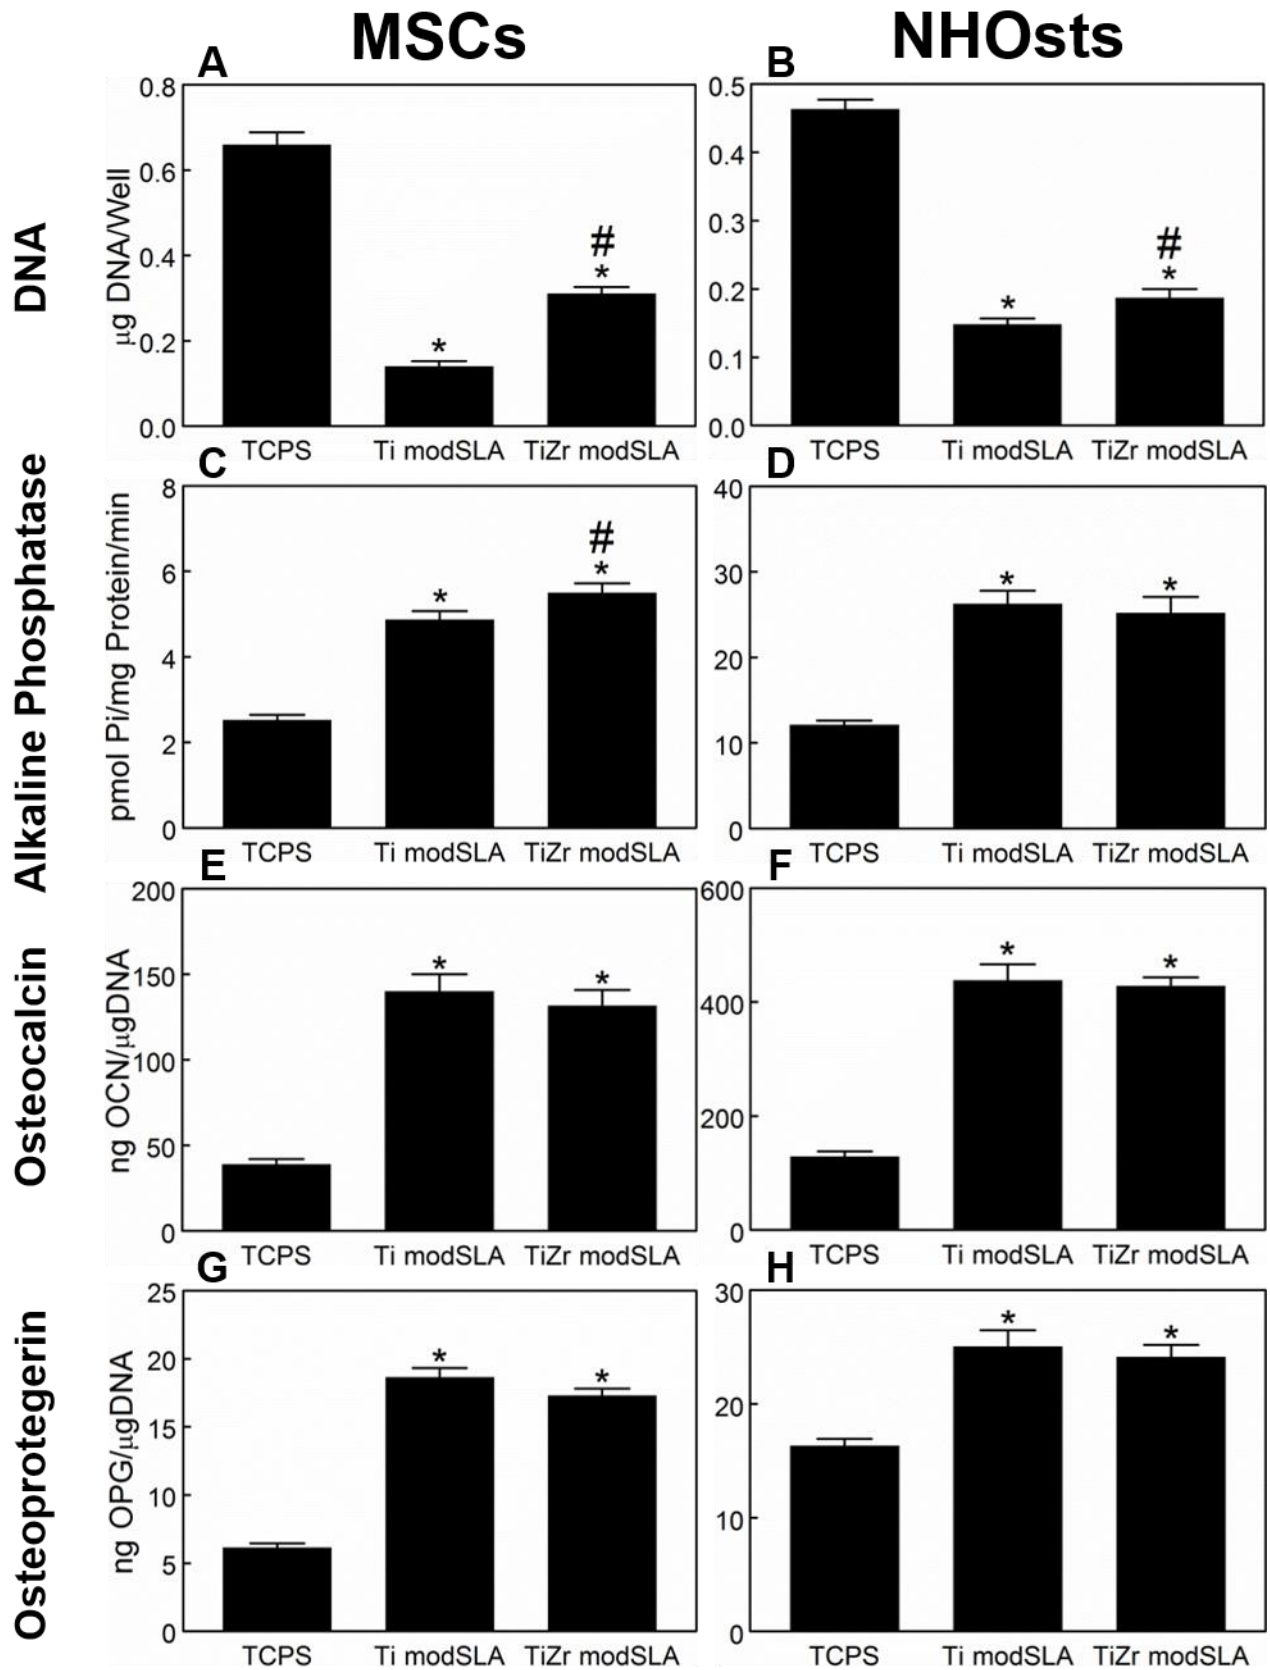 MSCs NHOsts
A B
DNA
μg DNA/Well
0.8
0.6
0.4
0.2
0.0
*
#
*
TCPS Ti modSLA TiZr modSLA
0.5
0.4
0.3
0.2
0.1
0.0
*
#
*
TCPS Ti modSLA TiZr modSLA
C D
Alkaline Phosphatase
pmol Pi/mg Protein/min
8
6
4
2
0
*
#
*
TCPS Ti modSLA TiZr modSLA
40
30
20
10
0
*
*
TCPS Ti modSLA TiZr modSLA
E F
Osteocalcin
ng OCN/μgDNA
200
150
100
50
0
*
*
TCPS Ti modSLA TiZr modSLA
600
400
200
0
*
*
TCPS Ti modSLA TiZr modSLA
G H
Osteoprotegerin
ng OPG/μgDNA
25
20
15
10
5
0
*
*
TCPS Ti modSLA TiZr modSLA
30
20
10
0
*
*
TCPS Ti modSLA TiZr modSLA